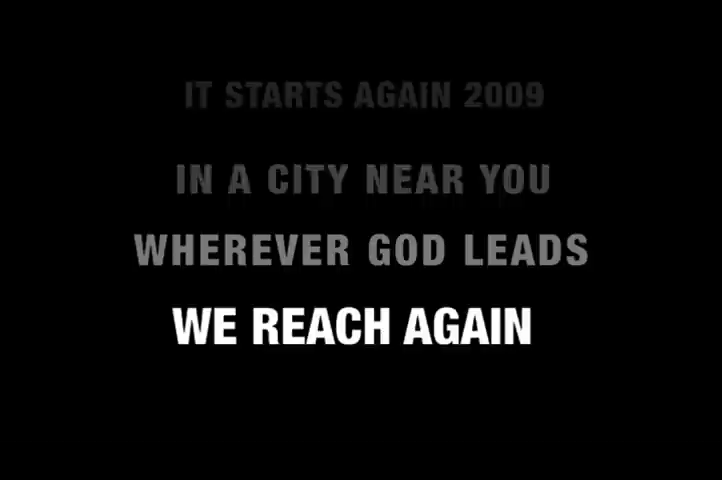 IT STARTS AGAIN 2009
IN A CITY NEAR YOU
WHEREVER GOD LEADS
WE REACH AGAIN